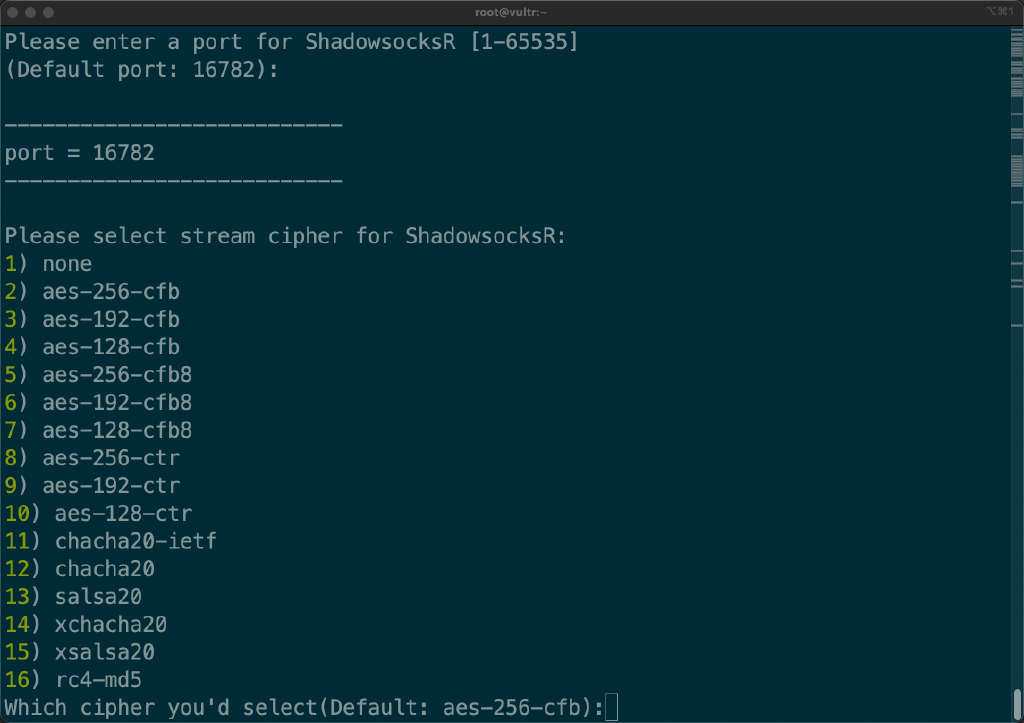 root@vultr:~
⌥⌘1
Please enter a port for ShadowsocksR [1-65535]
(Default port: 16782):
---------------------------
port = 16782
---------------------------
Please select stream cipher for ShadowsocksR:
1) none
2) aes-256-cfb
3) aes-192-cfb
4) aes-128-cfb
5) aes-256-cfb8
6) aes-192-cfb8
7) aes-128-cfb8
8) aes-256-ctr
9) aes-192-ctr
10) aes-128-ctr
11) chacha20-ietf
12) chacha20
13) salsa20
14) xchacha20
15) xsalsa20
16) rc4-md5
Which cipher you'd select(Default: aes-256-cfb):